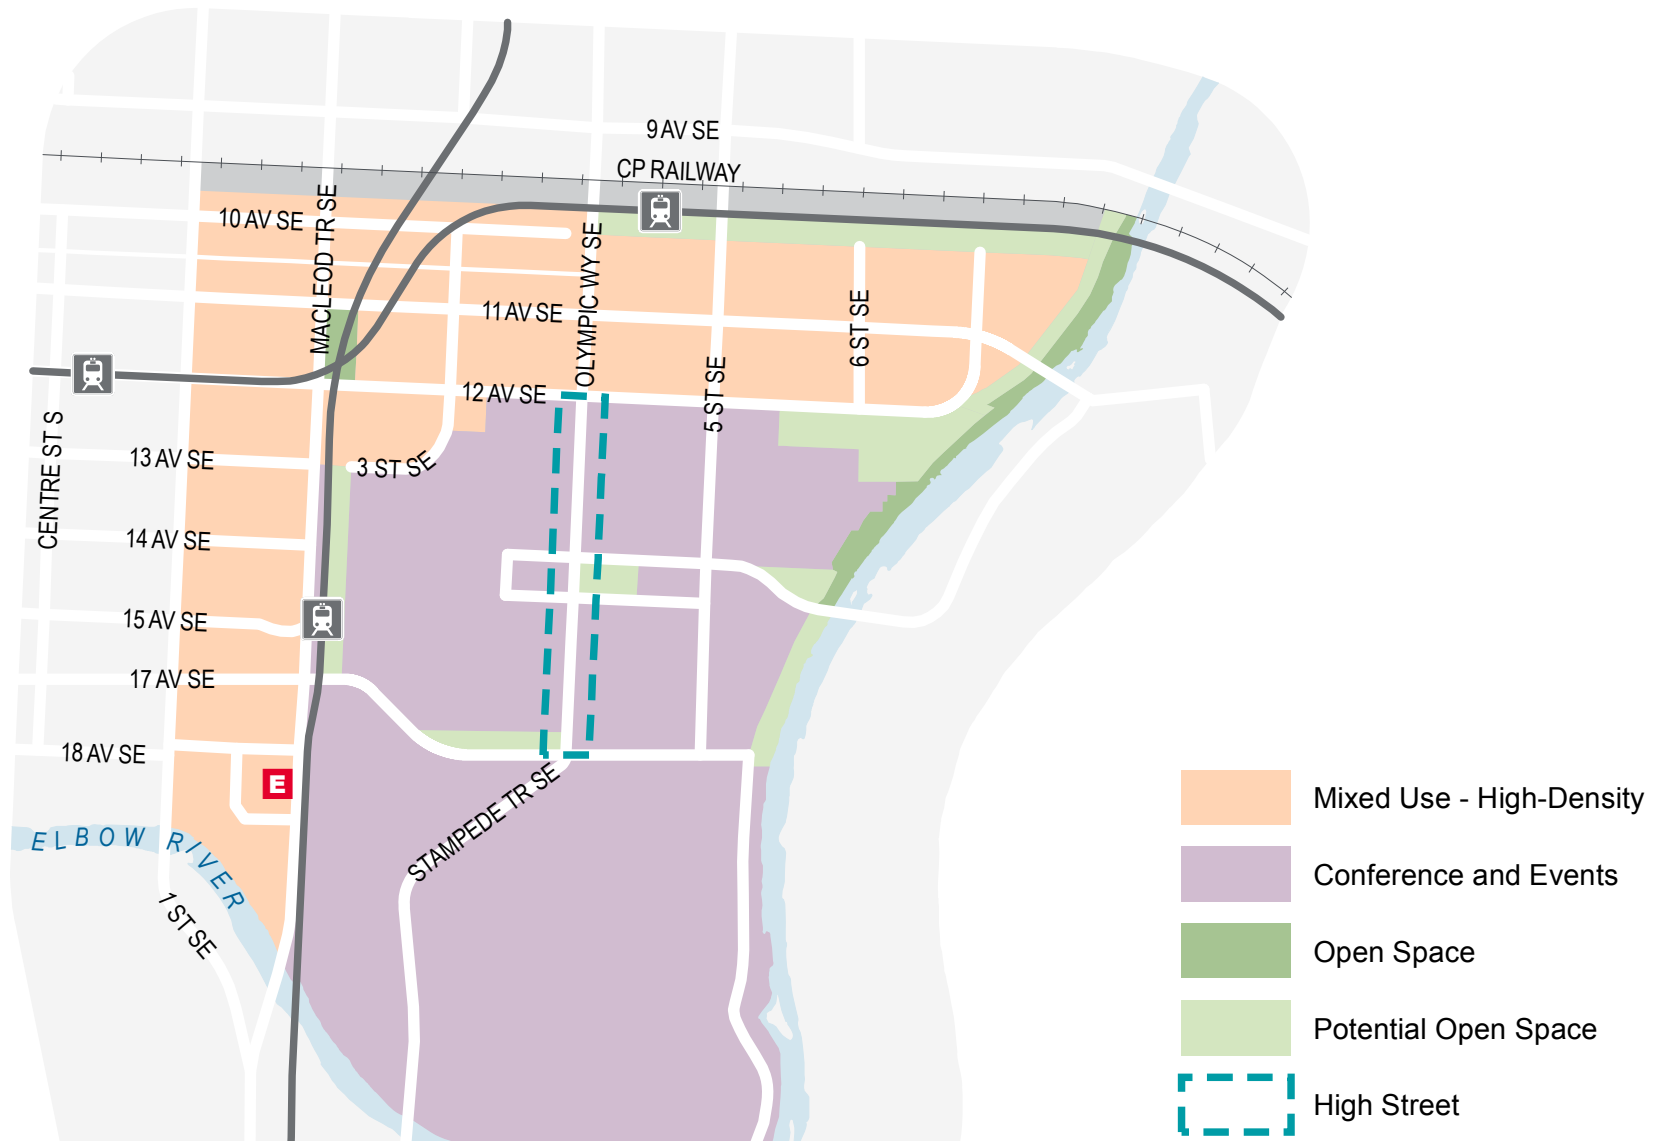 9 AV SE
CP RAILWAY
10 AV SE
MACLEOD TR SE
OLYMPIC WY SE
11 AV SE
6 ST SE
12 AV SE
5 ST SE
CENTRE ST S
13 AV SE
3 ST SE
14 AV SE
15 AV SE
17 AV SE
18 AV SE
E
STAMPEDE TR SE
ELBOW RIVER
1 ST SE
Mixed Use - High-Density
Conference and Events
Open Space
Potential Open Space
High Street